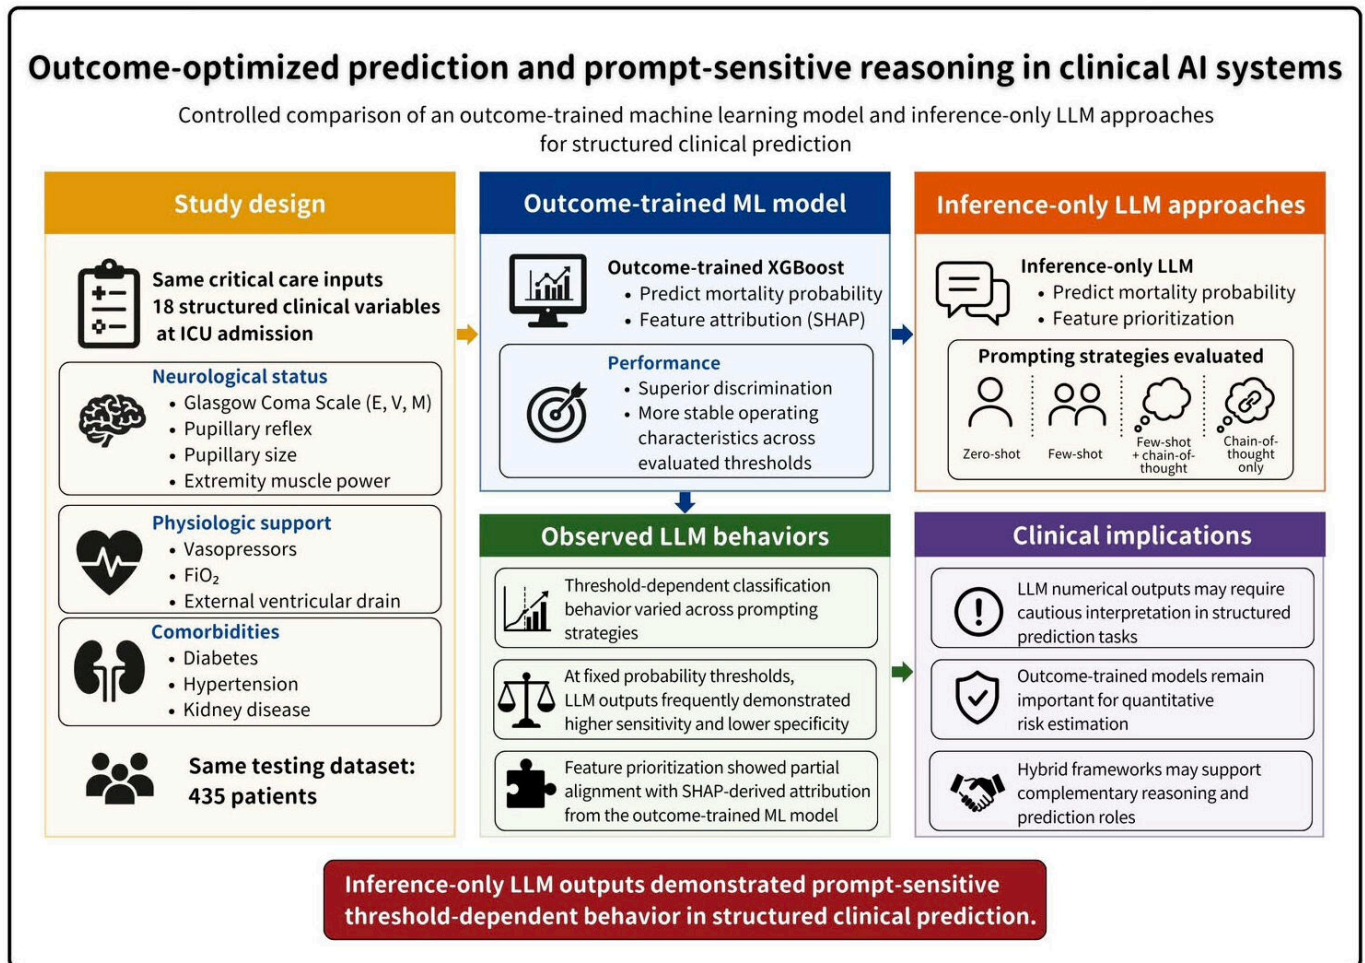 Outcome-optimized prediction and prompt-sensitive reasoning in clinical AI systems
Controlled comparison of an outcome-trained machine learning model and inference-only LLM approaches
for structured clinical prediction
Study design
Same critical care inputs
18 structured clinical variables
at ICU admission
Neurological status
• Glasgow Coma Scale (E, V, M)
• Pupillary reflex
• Pupillary size
• Extremity muscle power
Physiologic support
• Vasopressors
• FiO₂
• External ventricular drain
Comorbidities
• Diabetes
• Hypertension
• Kidney disease
Same testing dataset:
435 patients
Outcome-trained ML model
Outcome-trained XGBoost
• Predict mortality probability
• Feature attribution (SHAP)
Performance
• Superior discrimination
• More stable operating
characteristics across
evaluated thresholds
Inference-only LLM approaches
Inference-only LLM
• Predict mortality probability
• Feature prioritization
Prompting strategies evaluated
Zero-shot
Few-shot
Few-shot
+ chain-of-
thought
Chain-of-
thought
only
Observed LLM behaviors
Threshold-dependent classification
behavior varied across prompting
strategies
At fixed probability thresholds,
LLM outputs frequently demonstrated
higher sensitivity and lower specificity
Feature prioritization showed partial
alignment with SHAP-derived attribution
from the outcome-trained ML model
Clinical implications
LLM numerical outputs may require
cautious interpretation in structured
prediction tasks
Outcome-trained models remain
important for quantitative
risk estimation
Hybrid frameworks may support
complementary reasoning and
prediction roles
Inference-only LLM outputs demonstrated prompt-sensitive
threshold-dependent behavior in structured clinical prediction.